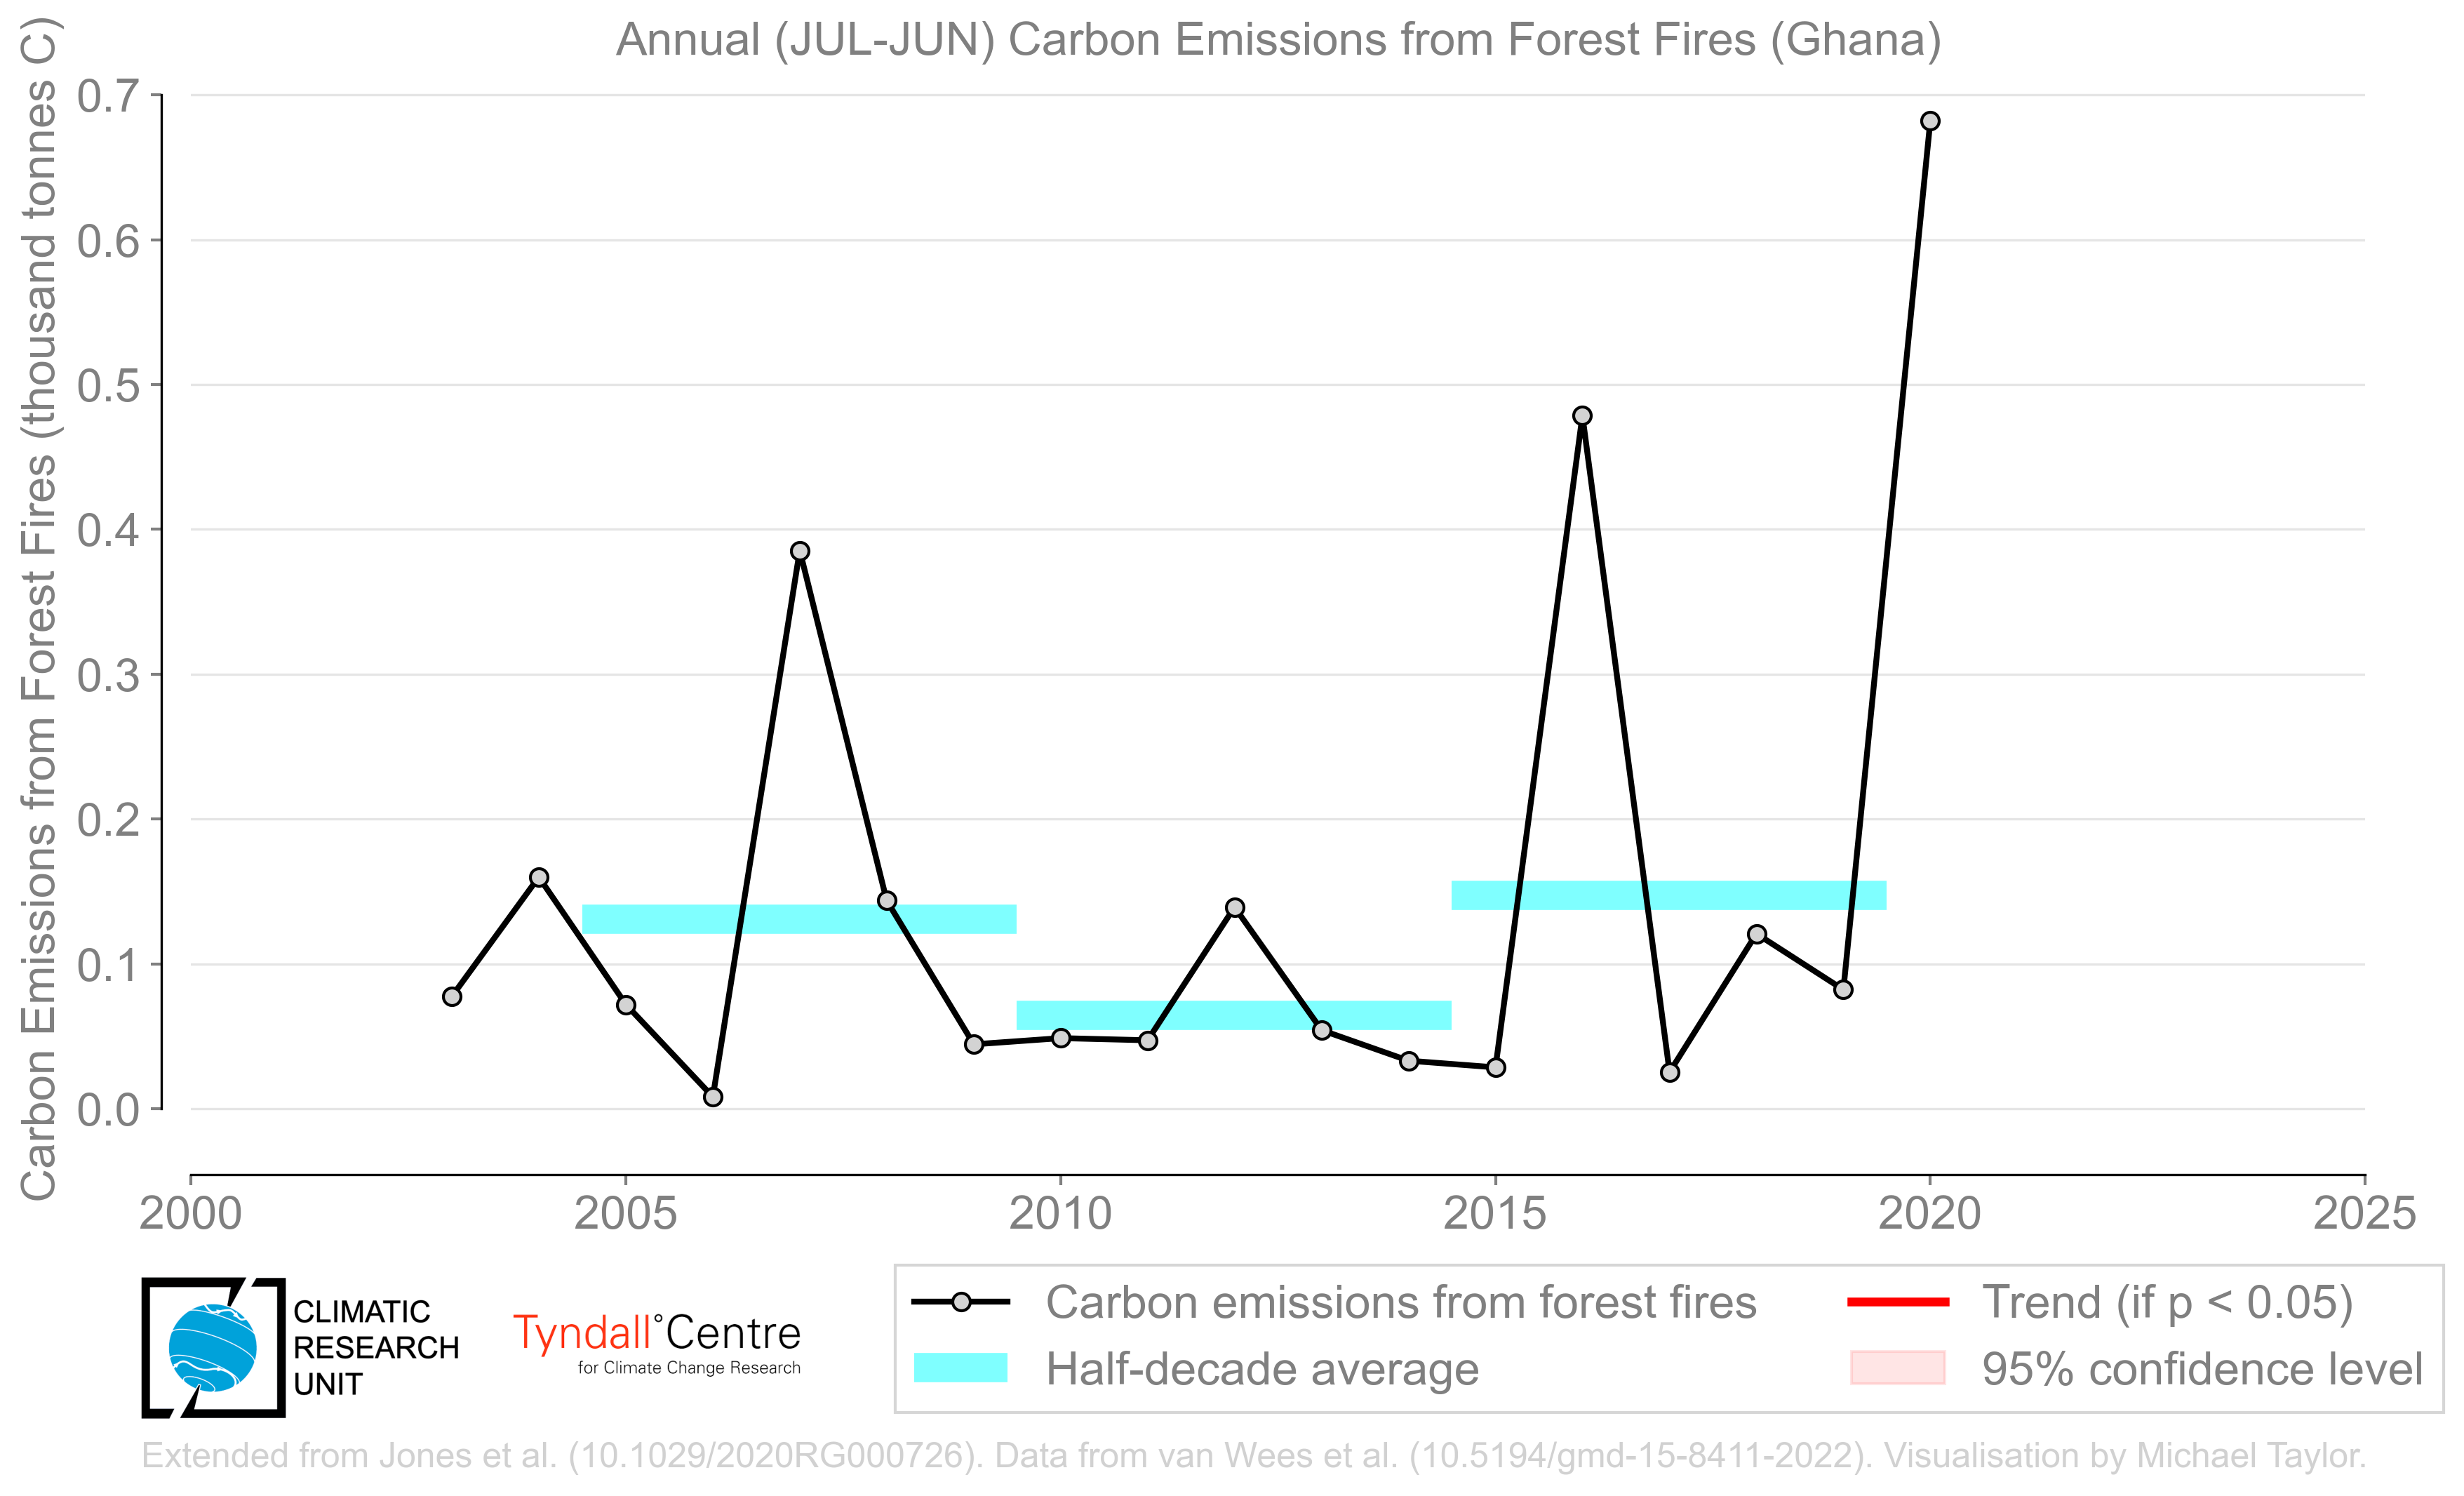 Annual (JUL-JUN) Carbon Emissions from Forest Fires (Ghana)
Carbon Emissions from Forest Fires (thousand tonnes C)
0.7
0.6
0.5
0.4
0.3
0.2
0.1
0.0
2000 2005 2010 2015 2020 2025
CLIMATIC
RESEARCH
UNIT
Tyndall°Centre
for Climate Change Research
Carbon emissions from forest fires
Half-decade average
Trend (if p < 0.05)
95% confidence level
Extended from Jones et al. (10.1029/2020RG000726). Data from van Wees et al. (10.5194/gmd-15-8411-2022). Visualisation by Michael Taylor.